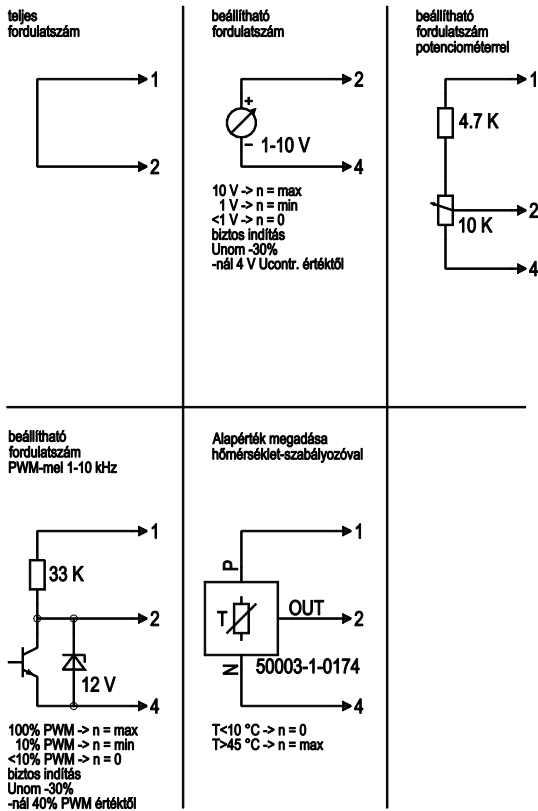 teljes
fordulatszám
1
2
beállítható
fordulatszám
2
+
– 1-10 V
4
10 V -> n = max
1 V -> n = min
<1 V -> n = 0
biztos indítás
Unom -30%
-nál 4 V Ucontr. értéktől
beállítható
fordulatszám
potenciométerrel
1
4.7 K
2
10 K
4
beállítható
fordulatszám
PWM-mel 1-10 kHz
1
33 K
2
12 V
4
100% PWM -> n = max
10% PWM -> n = min
<10% PWM -> n = 0
biztos indítás
Unom -30%
-nál 40% PWM értéktől
Alapérték megadása
hőmérséklet-szabályozóval
1
P
T
OUT
2
N
50003-1-0174
4
T<10 °C -> n = 0
T>45 °C -> n = max